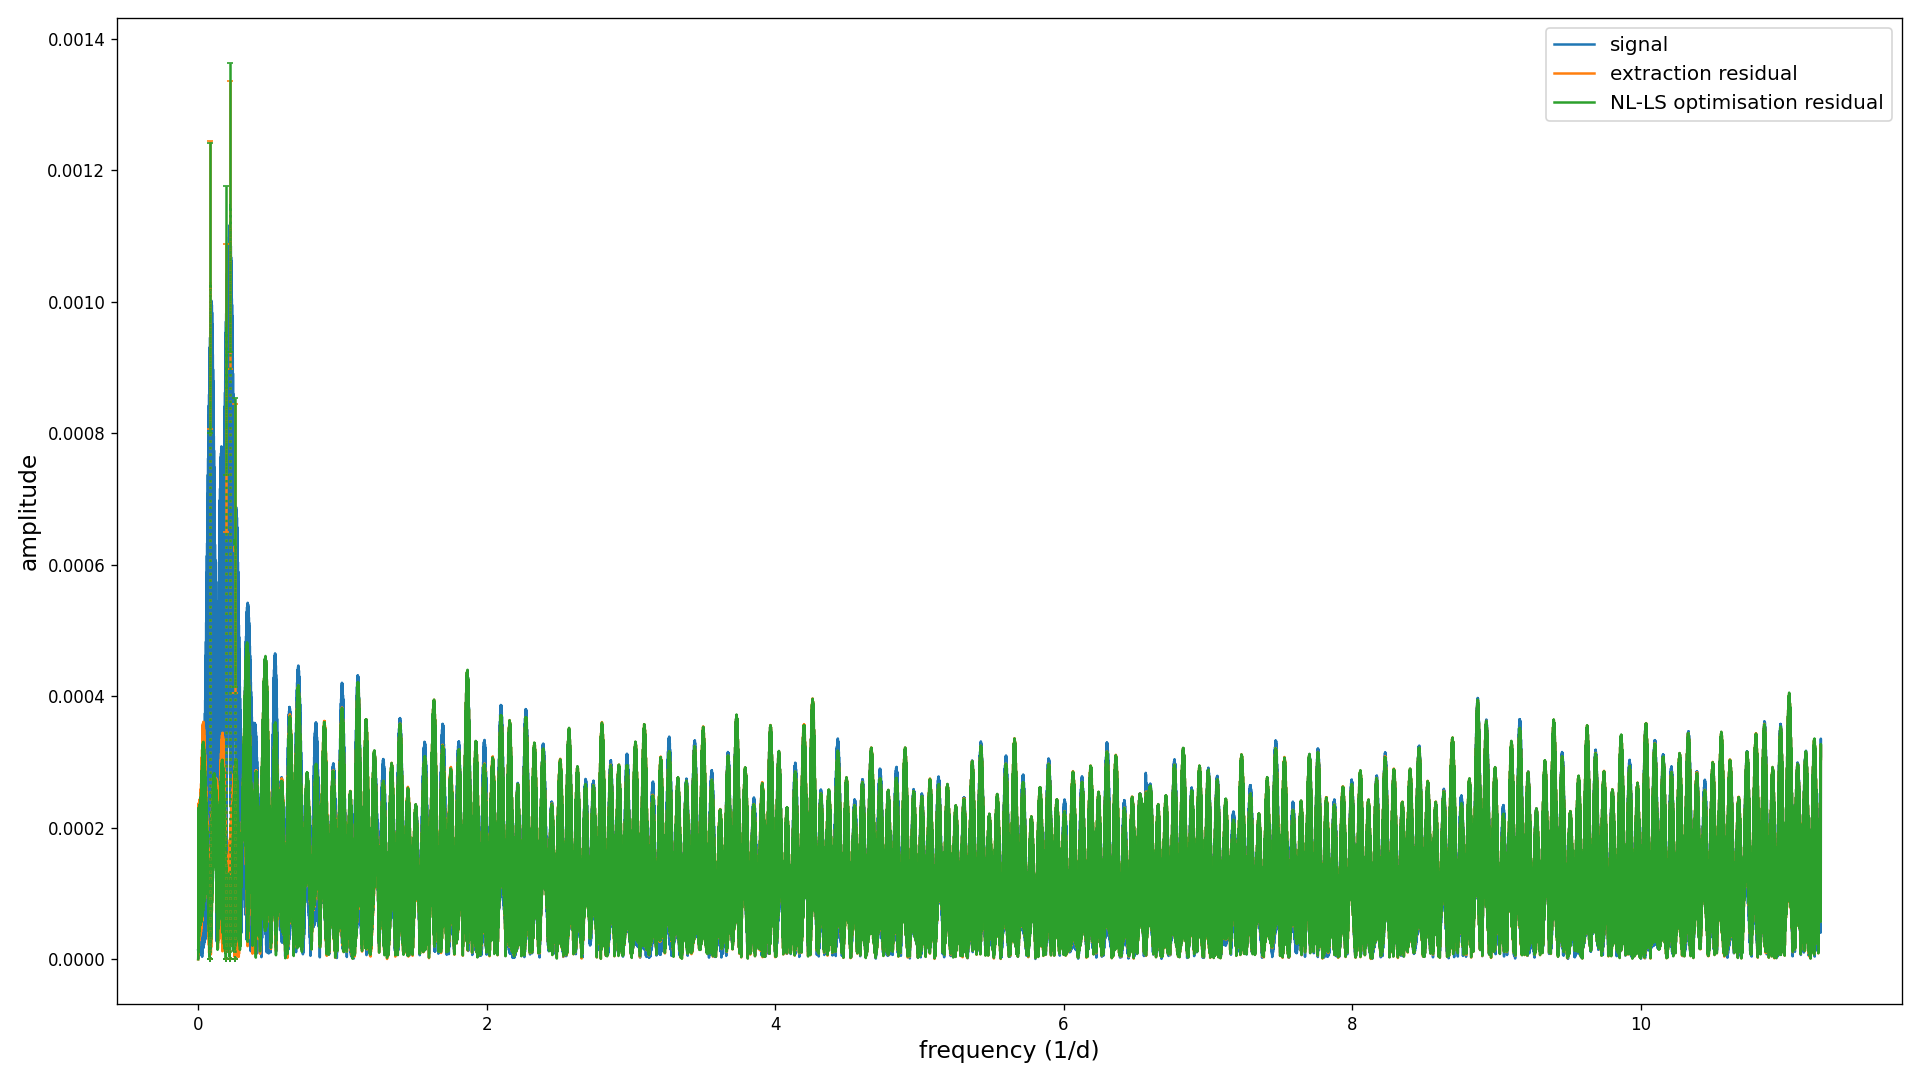 0.0014
0.0012
0.0010
0.0008
0.0006
0.0004
0.0002
0.0000
amplitude
signal
extraction residual
NL-LS optimisation residual
0 2 4 6 8 10
frequency (1/d)